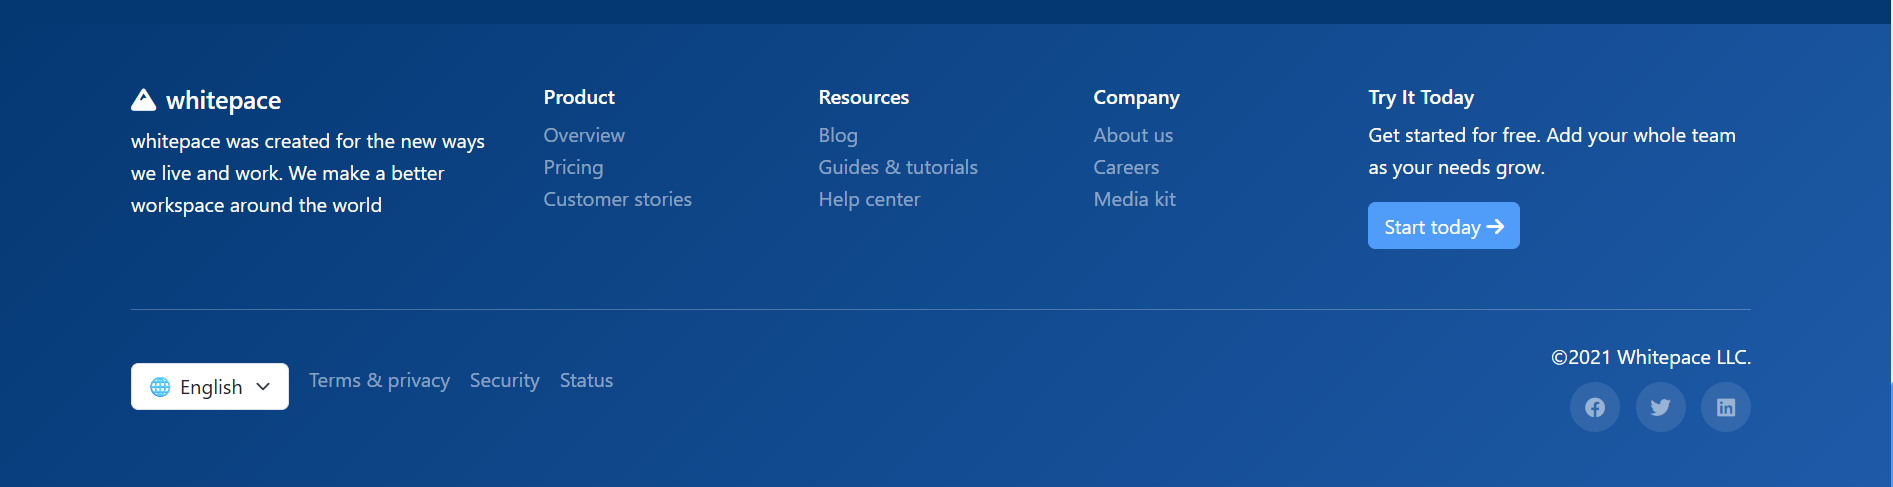 whitepace
whitepace was created for the new ways
we live and work. We make a better
workspace around the world
Product
Overview
Pricing
Customer stories
Resources
Blog
Guides & tutorials
Help center
Company
About us
Careers
Media kit
Try It Today
Get started for free. Add your whole team
as your needs grow.
Start today
English
Terms & privacy
Security
Status
©2021 Whitepace LLC.